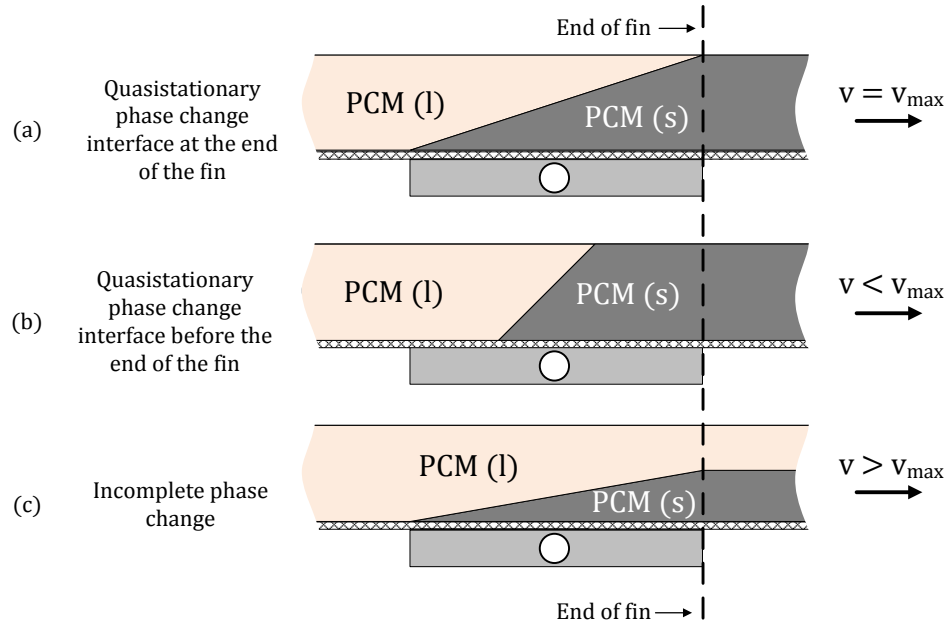 End of fin
(a)
Quasistationary
phase change
interface at the end
of the fin
PCM (l)
PCM (s)
v = vmax
(b)
Quasistationary
phase change
interface before the
end of the fin
PCM (l)
PCM (s)
v < vmax
(c)
Incomplete phase
change
PCM (l)
PCM (s)
v > vmax
End of fin